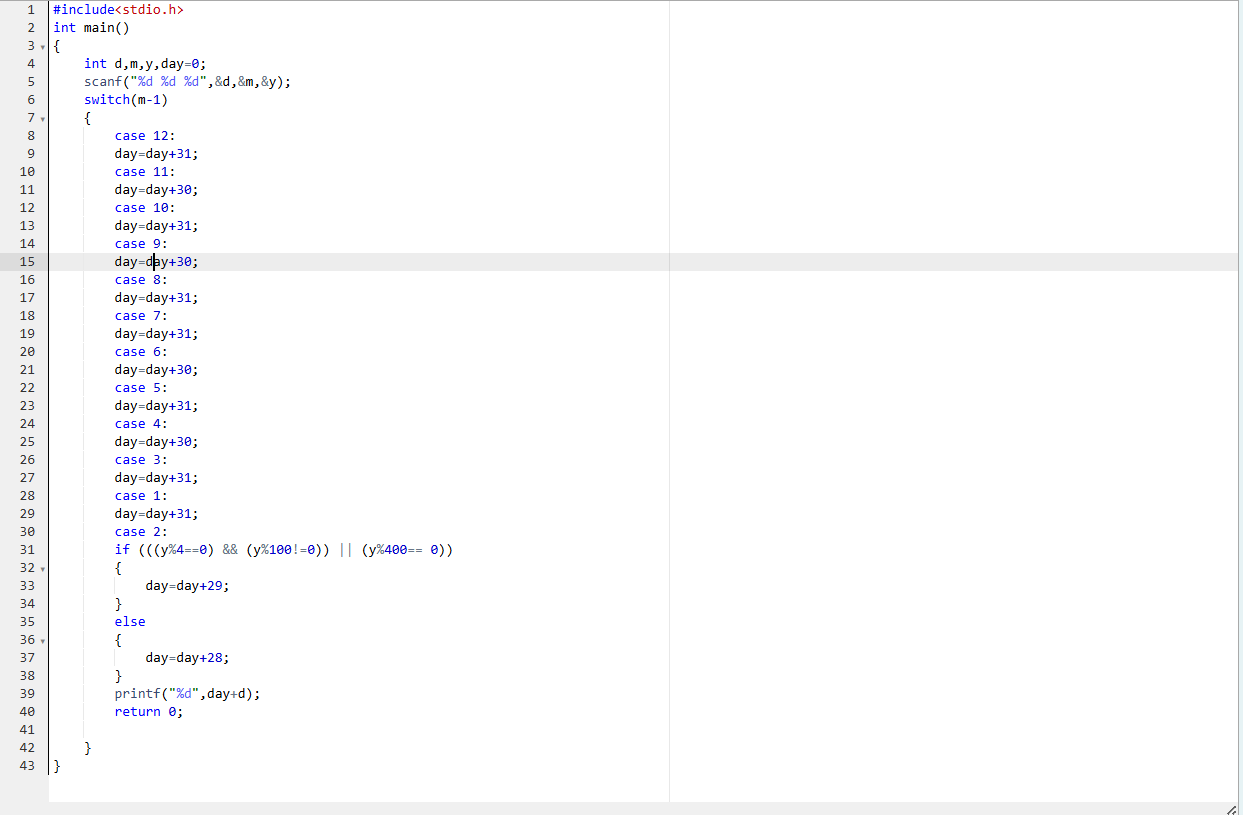 1 #include<stdio.h>
2 int main()
3 {
4 int d,m,y,day=0;
5 scanf("%d %d %d",&d,&m,&y);
6 switch(m-1)
7 {
8 case 12:
9 day=day+31;
10 case 11:
11 day=day+30;
12 case 10:
13 day=day+31;
14 case 9:
15 day=day+30;
16 case 8:
17 day=day+31;
18 case 7:
19 day=day+31;
20 case 6:
21 day=day+30;
22 case 5:
23 day=day+31;
24 case 4:
25 day=day+30;
26 case 3:
27 day=day+31;
28 case 1:
29 day=day+31;
30 case 2:
31 if (((y%4==0) && (y%100!=0)) || (y%400== 0))
32 {
33 day=day+29;
34 }
35 else
36 {
37 day=day+28;
38 }
39 printf("%d",day+d);
40 return 0;
41
42 }
43 }